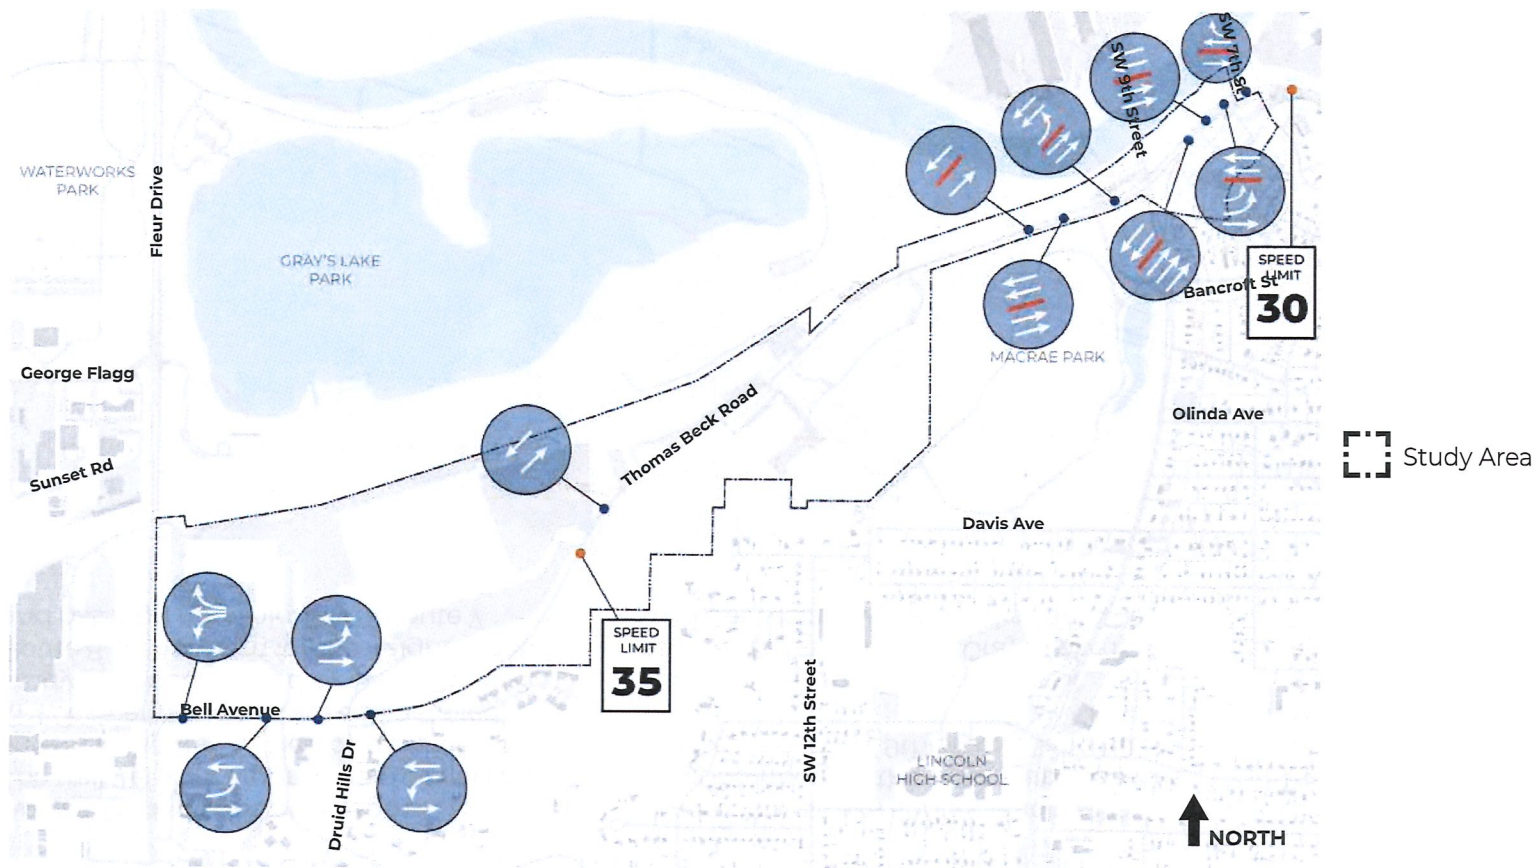 SW 7th St
SW 9th Street
WATERWORKS
PARK
Fleur Drive
GRAY'S LAKE
PARK
SPEED
LIMIT
30
Bancroft St
MACRAE PARK
George Flagg
Thomas Beck Road
Olinda Ave
Study Area
Sunset Rd
Davis Ave
SPEED
LIMIT
35
Bell Avenue
Druid Hills Dr
SW 12th Street
LINCOLN
HIGH SCHOOL
NORTH